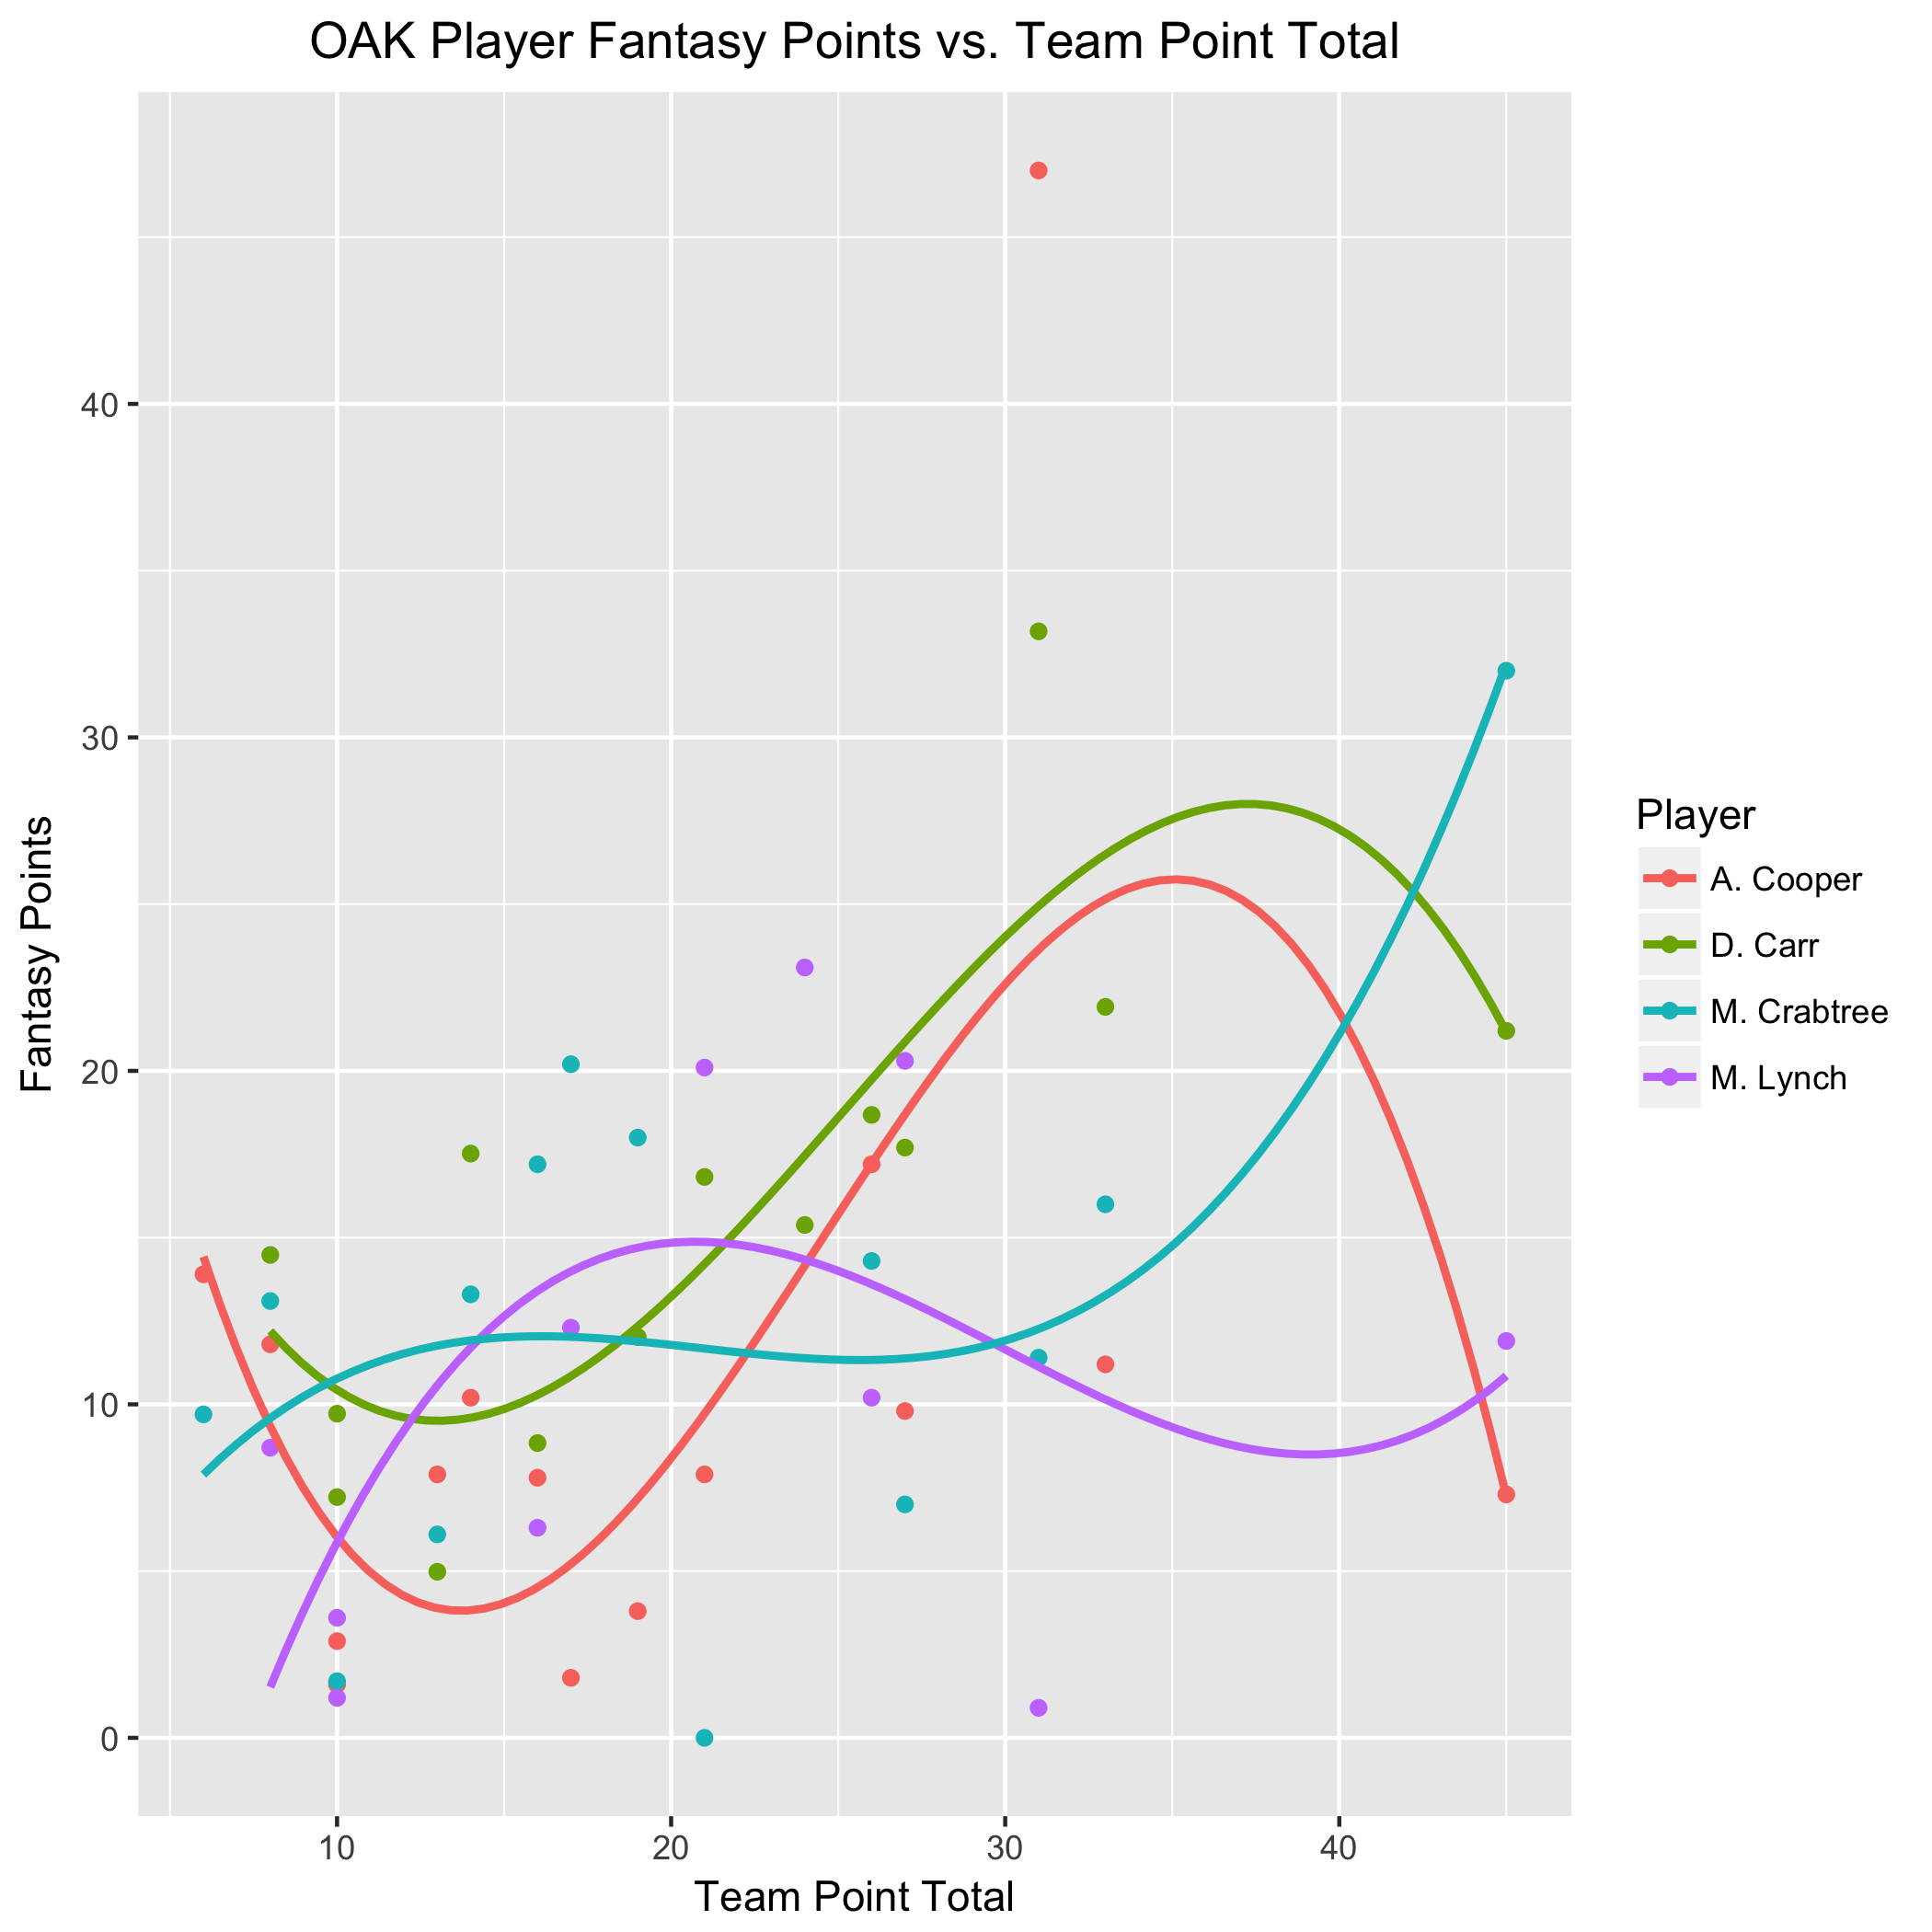 OAK Player Fantasy Points vs. Team Point Total
Fantasy Points
40
30
20
10
0
10 20 30 40
Team Point Total
Player
A. Cooper
D. Carr
M. Crabtree
M. Lynch